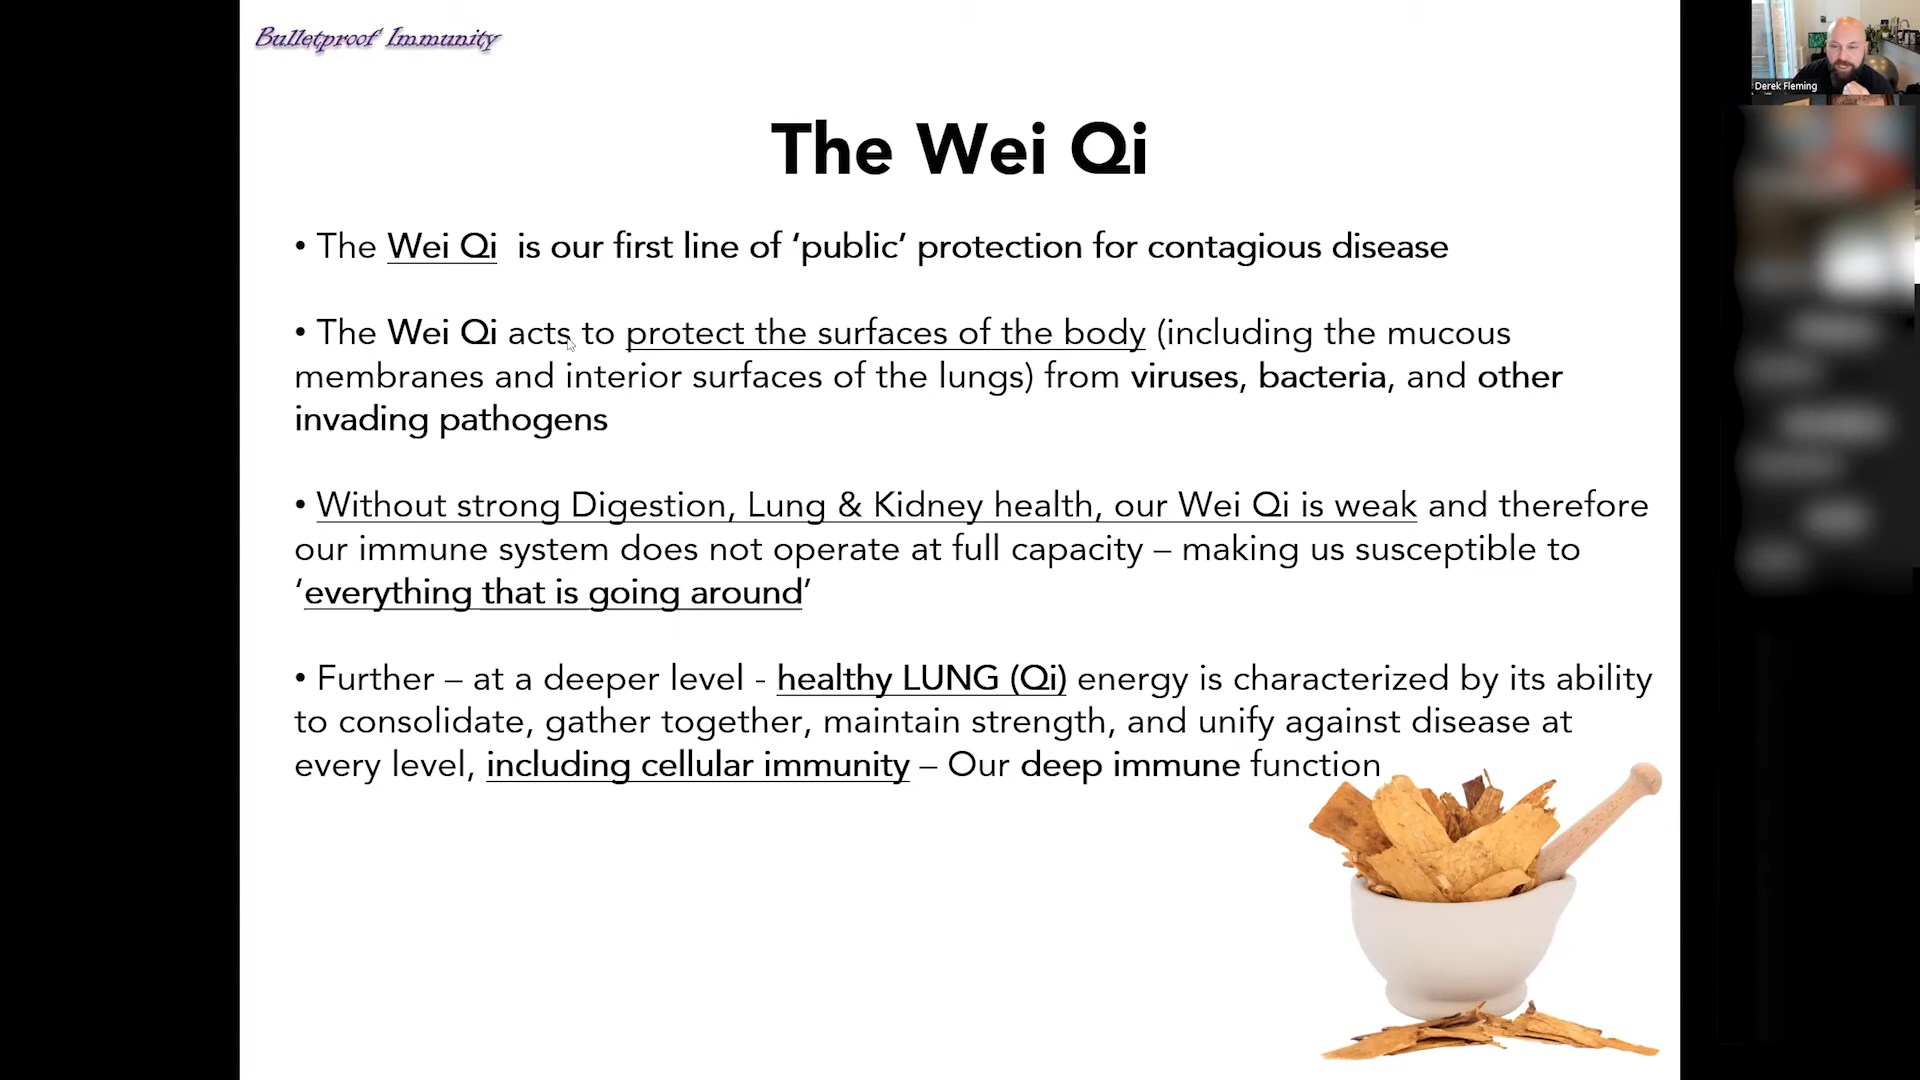 Bulletproof Immunity
Derek Fleming
The Wei Qi
• The Wei Qi is our first line of ‘public’ protection for contagious disease
• The Wei Qi acts to protect the surfaces of the body (including the mucous
membranes and interior surfaces of the lungs) from viruses, bacteria, and other
invading pathogens
• Without strong Digestion, Lung & Kidney health, our Wei Qi is weak and therefore
our immune system does not operate at full capacity – making us susceptible to
‘everything that is going around’
• Further – at a deeper level - healthy LUNG (Qi) energy is characterized by its ability
to consolidate, gather together, maintain strength, and unify against disease at
every level, including cellular immunity – Our deep immune function